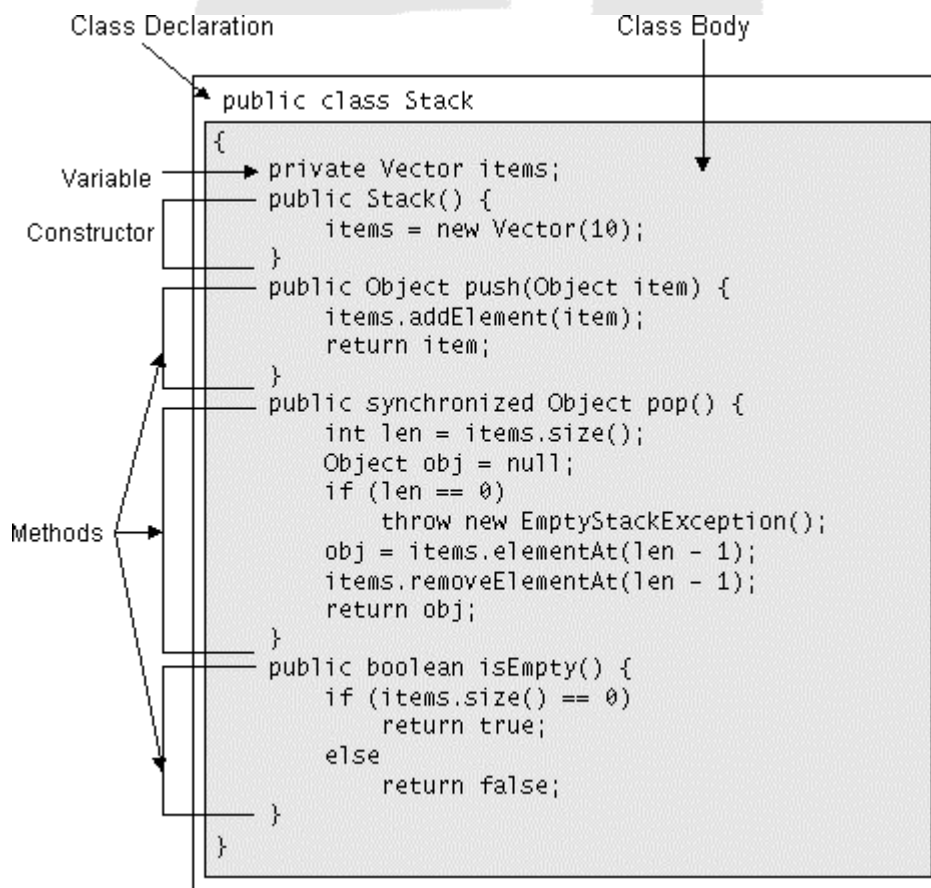 Class Declaration
Class Body
public class Stack
{
Variable
private Vector items;
Constructor
public Stack() {
items = new Vector(10);
}
Methods
public Object push(Object item) {
items.addElement(item);
return item;
}
public synchronized Object pop() {
int len = items.size();
Object obj = null;
if (len == 0)
throw new EmptyStackException();
obj = items.elementAt(len - 1);
items.removeElementAt(len - 1);
return obj;
}
public boolean isEmpty() {
if (items.size() == 0)
return true;
else
return false;
}
}